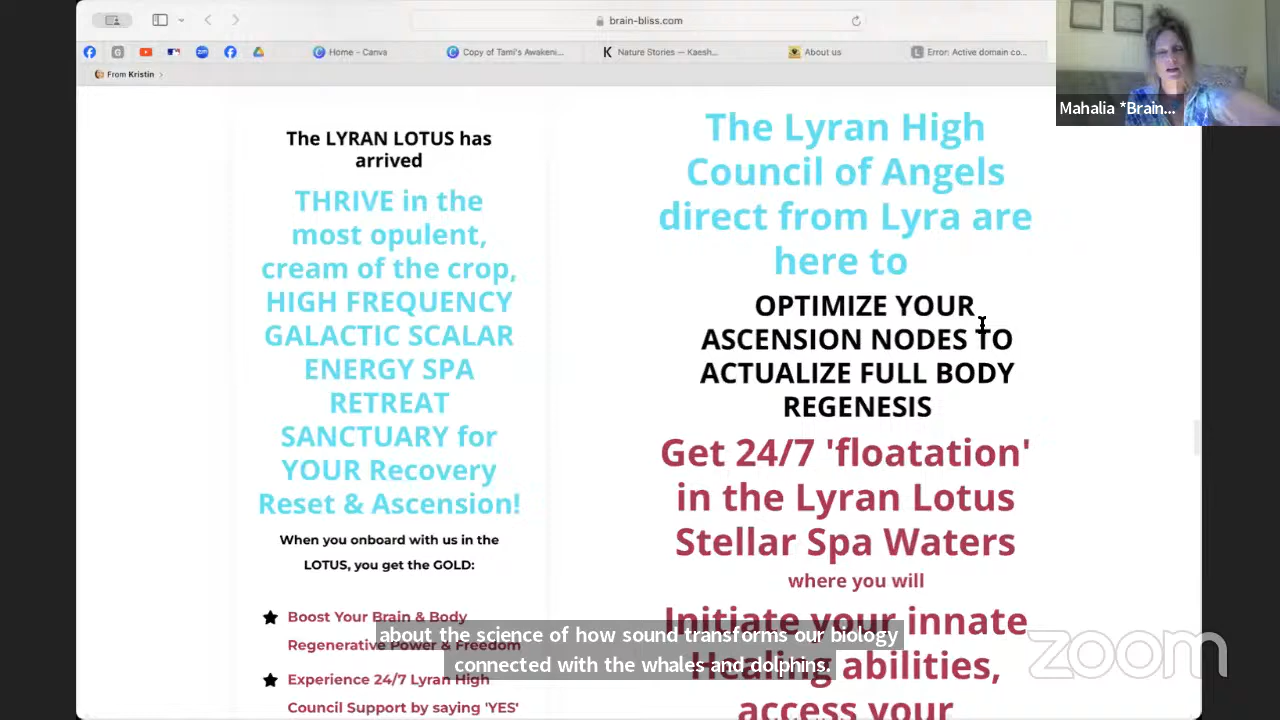 brain-bliss.com
Home – Canva
Copy of Tami's Awakeni...
Nature Stories — Kaesh...
About us
Error: Active domain co...
From Kristin
Mahalia *Brain...
The LYRAN LOTUS has
arrived
THRIVE in the
most opulent,
cream of the crop,
HIGH FREQUENCY
GALACTIC SCALAR
ENERGY SPA
RETREAT
SANCTUARY for
YOUR Recovery
Reset & Ascension!
When you onboard with us in the
LOTUS, you get the GOLD:
Boost Your Brain & Body
Regenerative Power & Freedom
Experience 24/7 Lyran High
Council Support by saying 'YES'
The Lyran High
Council of Angels
direct from Lyra are
here to
OPTIMIZE YOUR
ASCENSION NODES TO
ACTUALIZE FULL BODY
REGENESIS
Get 24/7 'floatation'
in the Lyran Lotus
Stellar Spa Waters
where you will
Initiate your innate
Healing abilities,
access your
about the science of how sound transforms our biology
connected with the whales and dolphins.
zoom